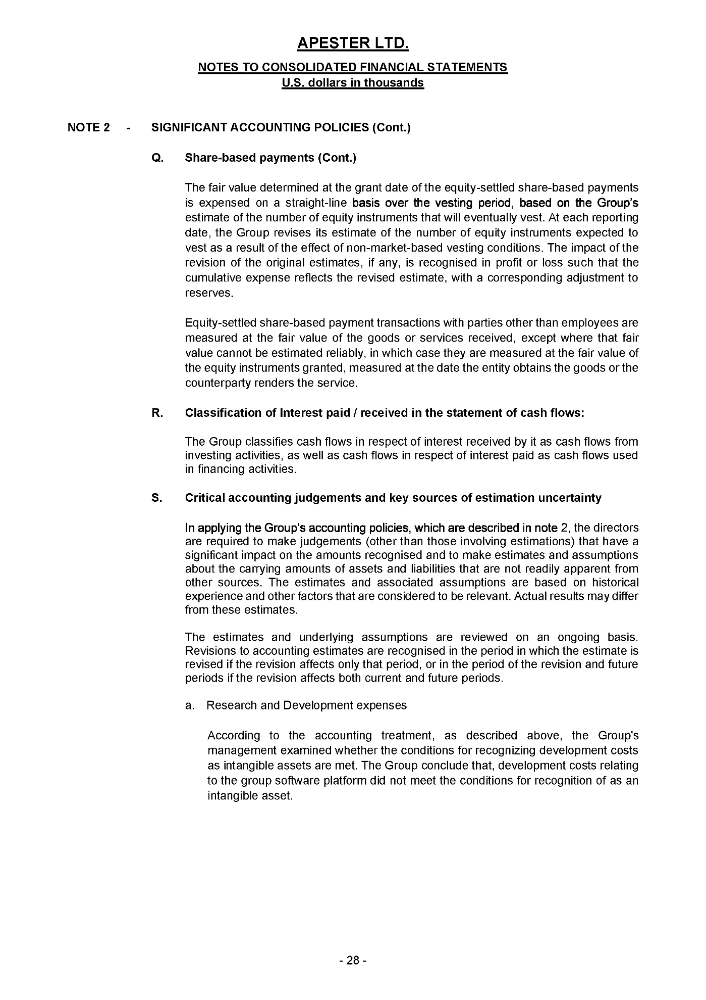 APESTER LTD.
NOTES TO CONSOLIDATED FINANCIAL STATEMENTS
U.S. dollars in thousands
NOTE 2 - SIGNIFICANT ACCOUNTING POLICIES (Cont.)
Q. Share-based payments (Cont.)
The fair value determined at the grant date of the equity-settled share-based payments
is expensed on a straight-line basis over the vesting period, based on the Group’s
estimate of the number of equity instruments that will eventually vest. At each reporting
date, the Group revises its estimate of the number of equity instruments expected to
vest as a result of the effect of non-market-based vesting conditions. The impact of the
revision of the original estimates, if any, is recognised in profit or loss such that the
cumulative expense reflects the revised estimate, with a corresponding adjustment to
reserves.
Equity-settled share-based payment transactions with parties other than employees are
measured at the fair value of the goods or services received, except where that fair
value cannot be estimated reliably, in which case they are measured at the fair value of
the equity instruments granted, measured at the date the entity obtains the goods or the
counterparty renders the service.
R. Classification of Interest paid / received in the statement of cash flows:
The Group classifies cash flows in respect of interest received by it as cash flows from
investing activities, as well as cash flows in respect of interest paid as cash flows used
in financing activities.
S. Critical accounting judgements and key sources of estimation uncertainty
In applying the Group’s accounting policies, which are described in note 2, the directors
are required to make judgements (other than those involving estimations) that have a
significant impact on the amounts recognised and to make estimates and assumptions
about the carrying amounts of assets and liabilities that are not readily apparent from
other sources. The estimates and associated assumptions are based on historical
experience and other factors that are considered to be relevant. Actual results may differ
from these estimates.
The estimates and underlying assumptions are reviewed on an ongoing basis.
Revisions to accounting estimates are recognised in the period in which the estimate is
revised if the revision affects only that period, or in the period of the revision and future
periods if the revision affects both current and future periods.
a. Research and Development expenses
According to the accounting treatment, as described above, the Group's
management examined whether the conditions for recognizing development costs
as intangible assets are met. The Group conclude that, development costs relating
to the group software platform did not meet the conditions for recognition of as an
intangible asset.
- 28 -